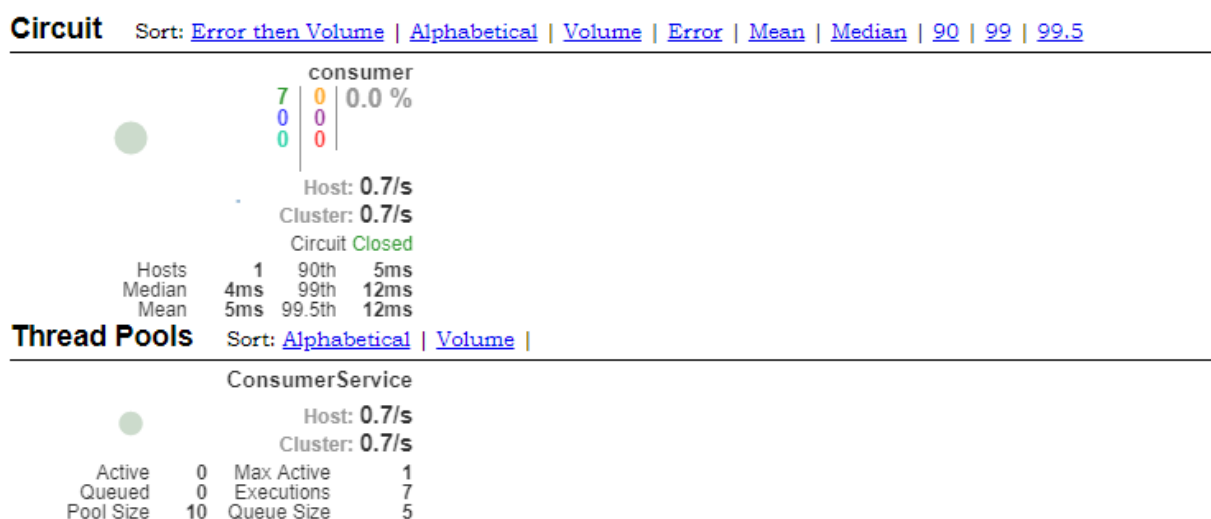 Circuit Sort: Error then Volume | Alphabetical | Volume | Error | Mean | Median | 90 | 99 | 99.5
consumer
7 0 0.0 %
0 0
0 0
Host: 0.7/s
Cluster: 0.7/s
Circuit Closed
Hosts 1 90th 5ms
Median 4ms 99th 12ms
Mean 5ms 99.5th 12ms
Thread Pools Sort: Alphabetical | Volume |
ConsumerService
Host: 0.7/s
Cluster: 0.7/s
Active 0 Max Active 1
Queued 0 Executions 7
Pool Size 10 Queue Size 5